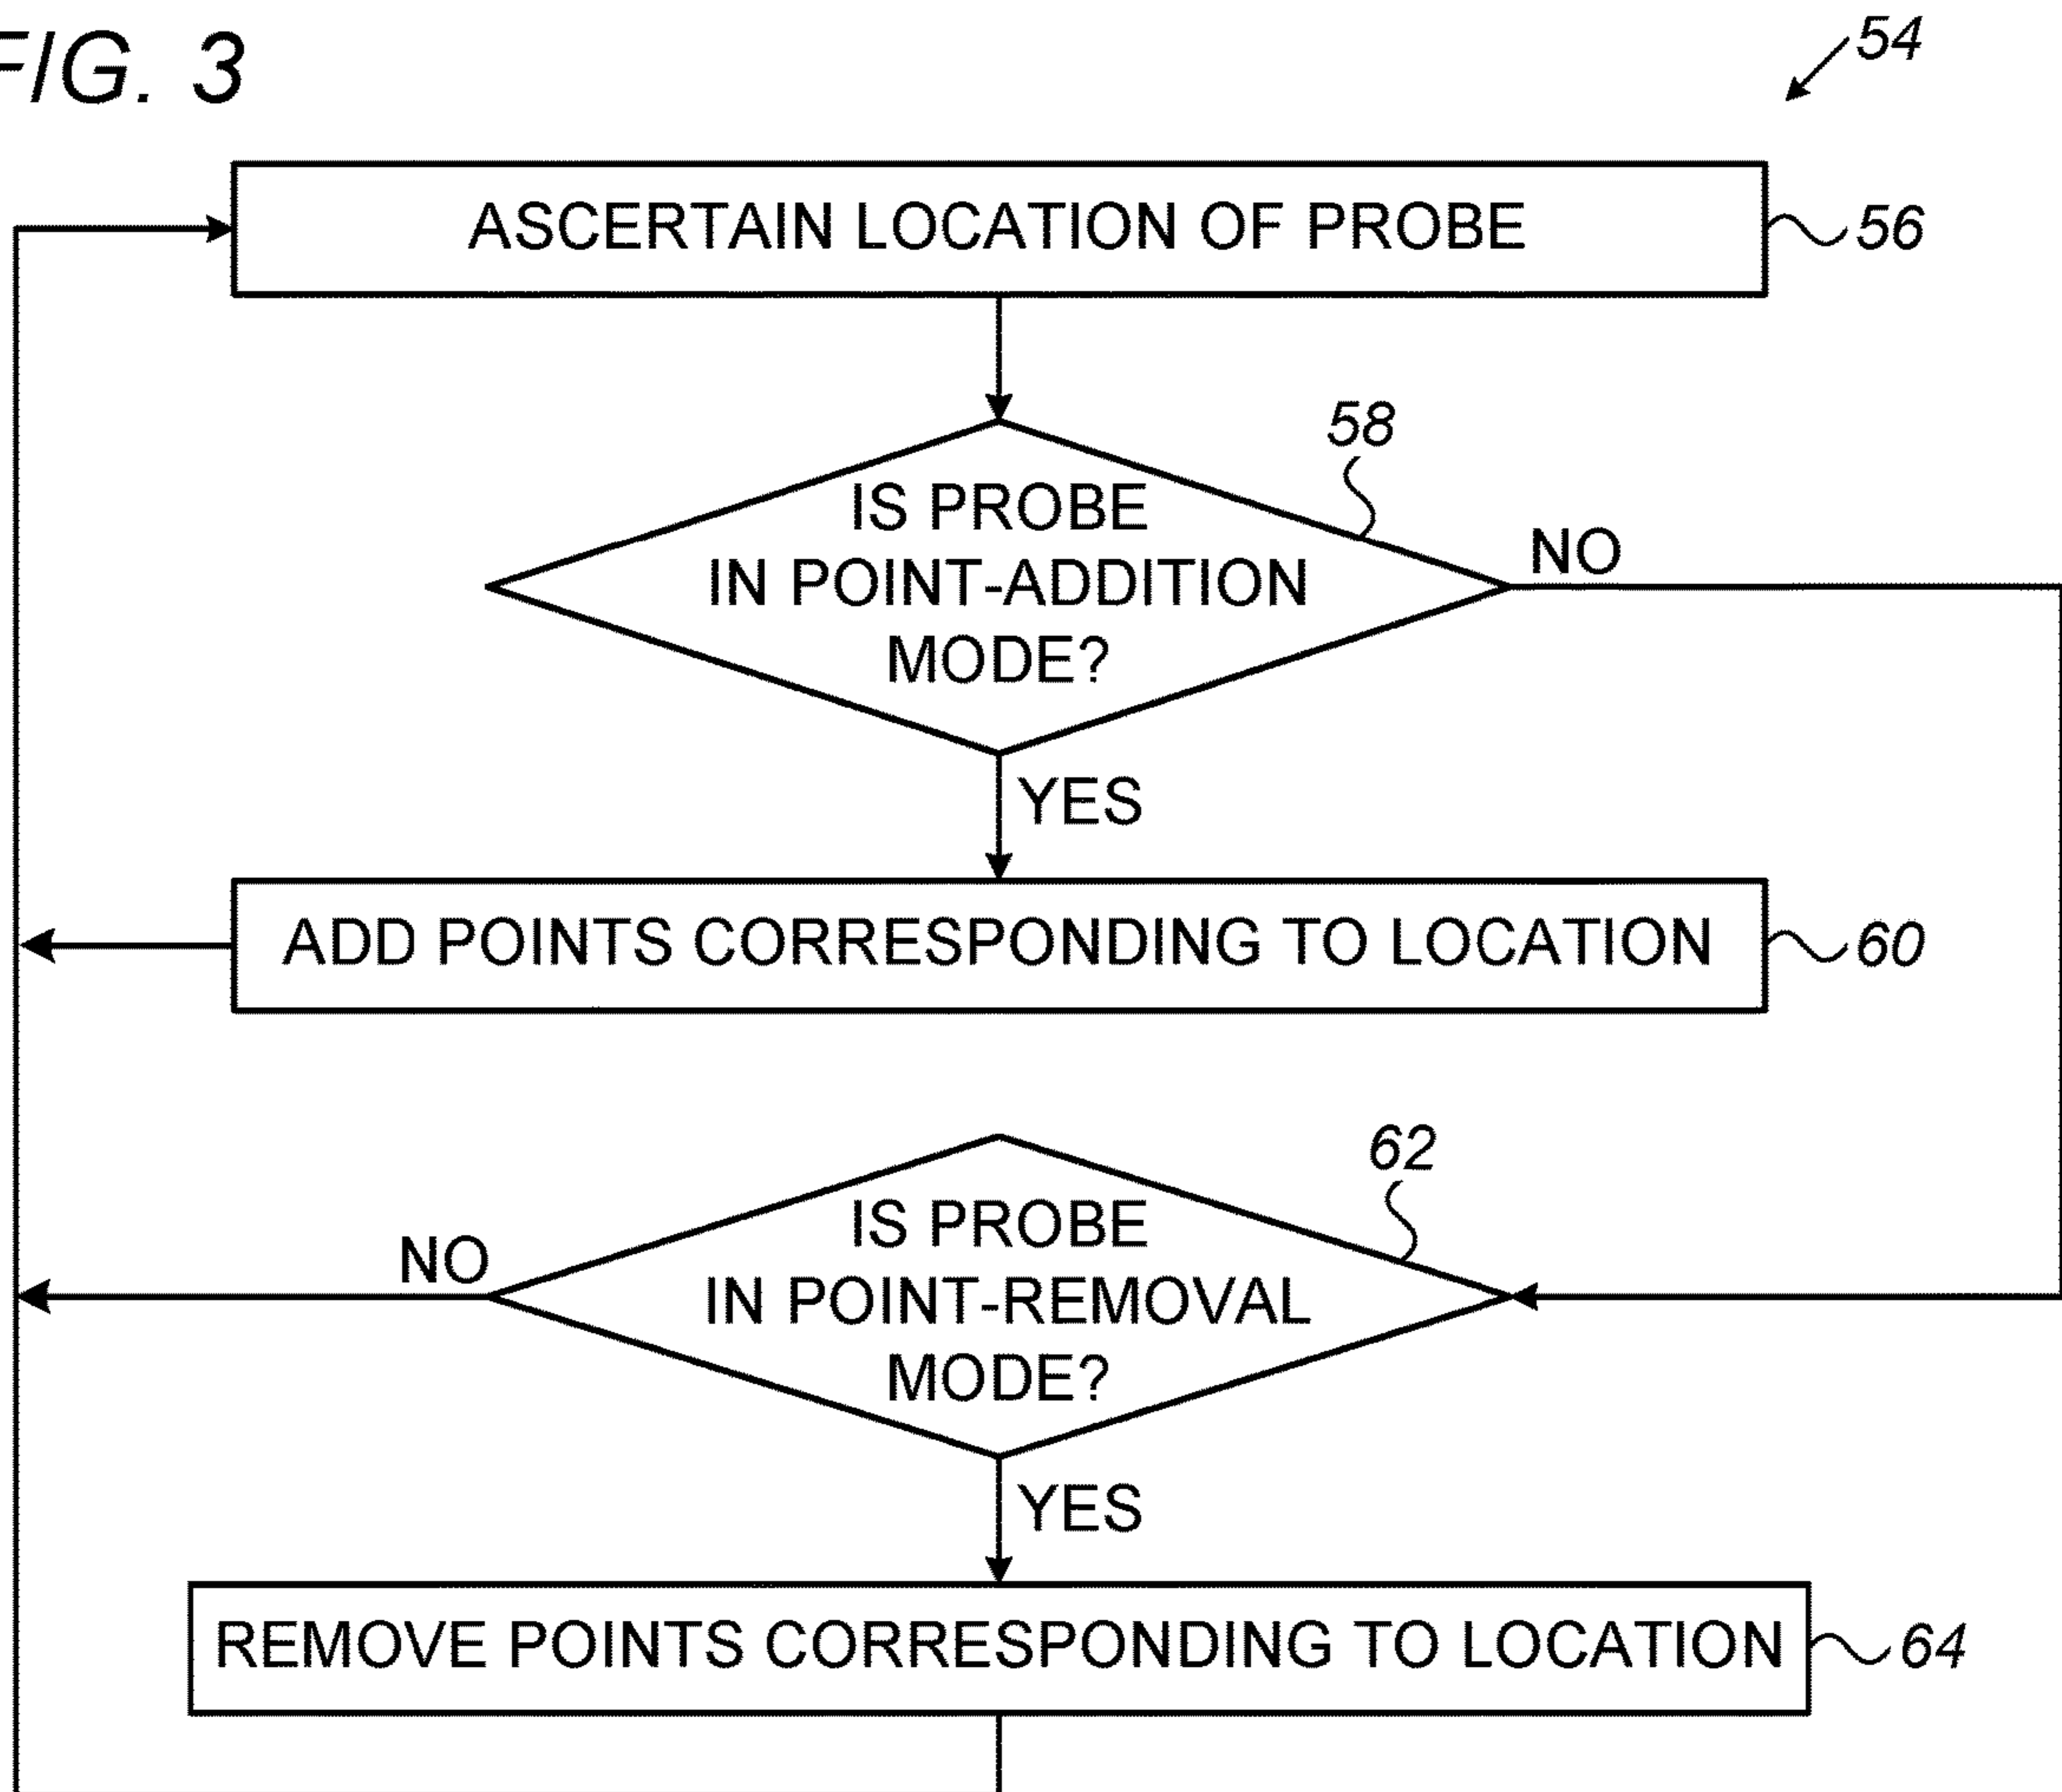 FIG. 3
54
ASCERTAIN LOCATION OF PROBE
56
58
IS PROBE
IN POINT-ADDITION
MODE?
NO
YES
ADD POINTS CORRESPONDING TO LOCATION
60
62
IS PROBE
IN POINT-REMOVAL
MODE?
NO
YES
REMOVE POINTS CORRESPONDING TO LOCATION
64